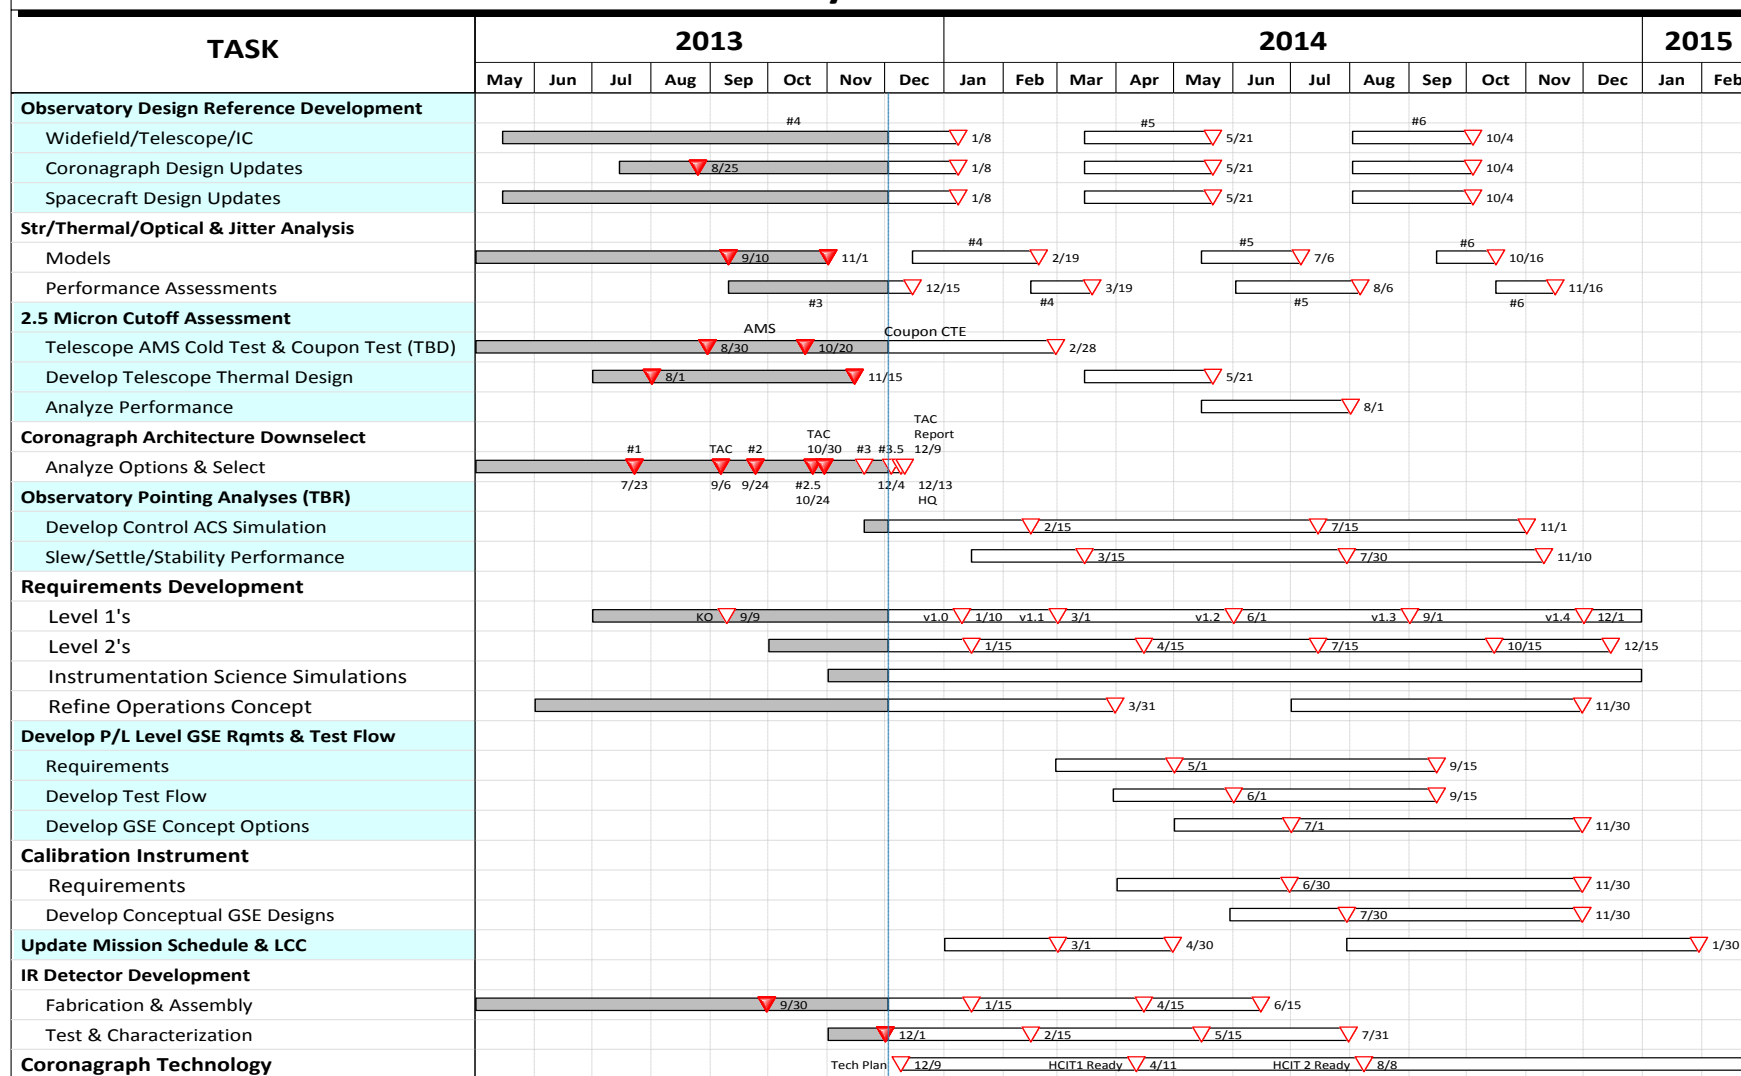 TASK 2013 2014 2015
May Jun Jul Aug Sep Oct Nov Dec Jan Feb Mar Apr May Jun Jul Aug Sep Oct Nov Dec Jan Feb
Observatory Design Reference Development
#4 #5 #6
Widefield/Telescope/IC 1/8 5/21 10/4
Coronagraph Design Updates 8/25 1/8 5/21 10/4
Spacecraft Design Updates 1/8 5/21 10/4
Str/Thermal/Optical & Jitter Analysis
#4 #5 #6
Models 9/10 11/1 2/19 7/6 10/16
Performance Assessments 12/15 3/19 8/6 11/16
#3 #4 #5 #6
2.5 Micron Cutoff Assessment
AMS Coupon CTE
Telescope AMS Cold Test & Coupon Test (TBD) 8/30 10/20 2/28
Develop Telescope Thermal Design 8/1 11/15 5/21
Analyze Performance 8/1
TAC
Coronagraph Architecture Downselect TAC Report
#1 TAC #2 10/30 #3 #3.5 12/9
Analyze Options & Select
7/23 9/6 9/24 #2.5 12/4 12/13
Observatory Pointing Analyses (TBR) 10/24 HQ
Develop Control ACS Simulation 2/15 7/15 11/1
Slew/Settle/Stability Performance 3/15 7/30 11/10
Requirements Development
Level 1's KO 9/9 v1.0 1/10 v1.1 3/1 v1.2 6/1 v1.3 9/1 v1.4 12/1
Level 2's 1/15 4/15 7/15 10/15 12/15
Instrumentation Science Simulations
Refine Operations Concept 3/31 11/30
Develop P/L Level GSE Rqmts & Test Flow
Requirements 5/1 9/15
Develop Test Flow 6/1 9/15
Develop GSE Concept Options 7/1 11/30
Calibration Instrument
Requirements 6/30 11/30
Develop Conceptual GSE Designs 7/30 11/30
Update Mission Schedule & LCC 3/1 4/30 1/30
IR Detector Development
Fabrication & Assembly 9/30 1/15 4/15 6/15
Test & Characterization 12/1 2/15 5/15 7/31
Coronagraph Technology Tech Plan 12/9 HCIT1 Ready 4/11 HCIT 2 Ready 8/8